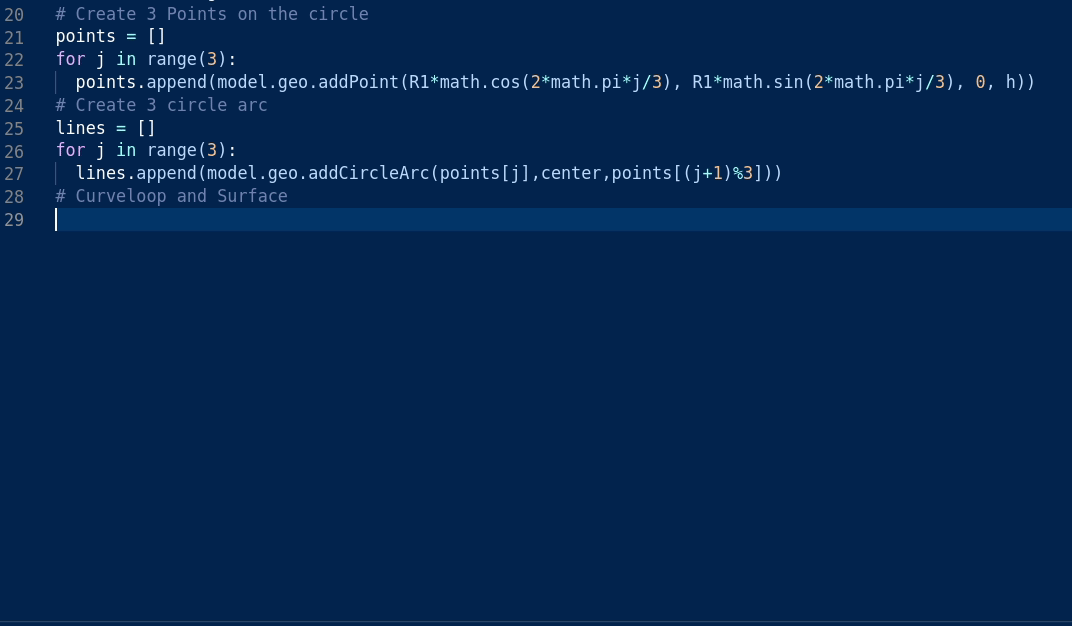 20 # Create 3 Points on the circle
21 points = []
22 for j in range(3):
23   points.append(model.geo.addPoint(R1*math.cos(2*math.pi*j/3), R1*math.sin(2*math.pi*j/3), 0, h))
24 # Create 3 circle arc
25 lines = []
26 for j in range(3):
27   lines.append(model.geo.addCircleArc(points[j],center,points[(j+1)%3]))
28 # Curveloop and Surface
29